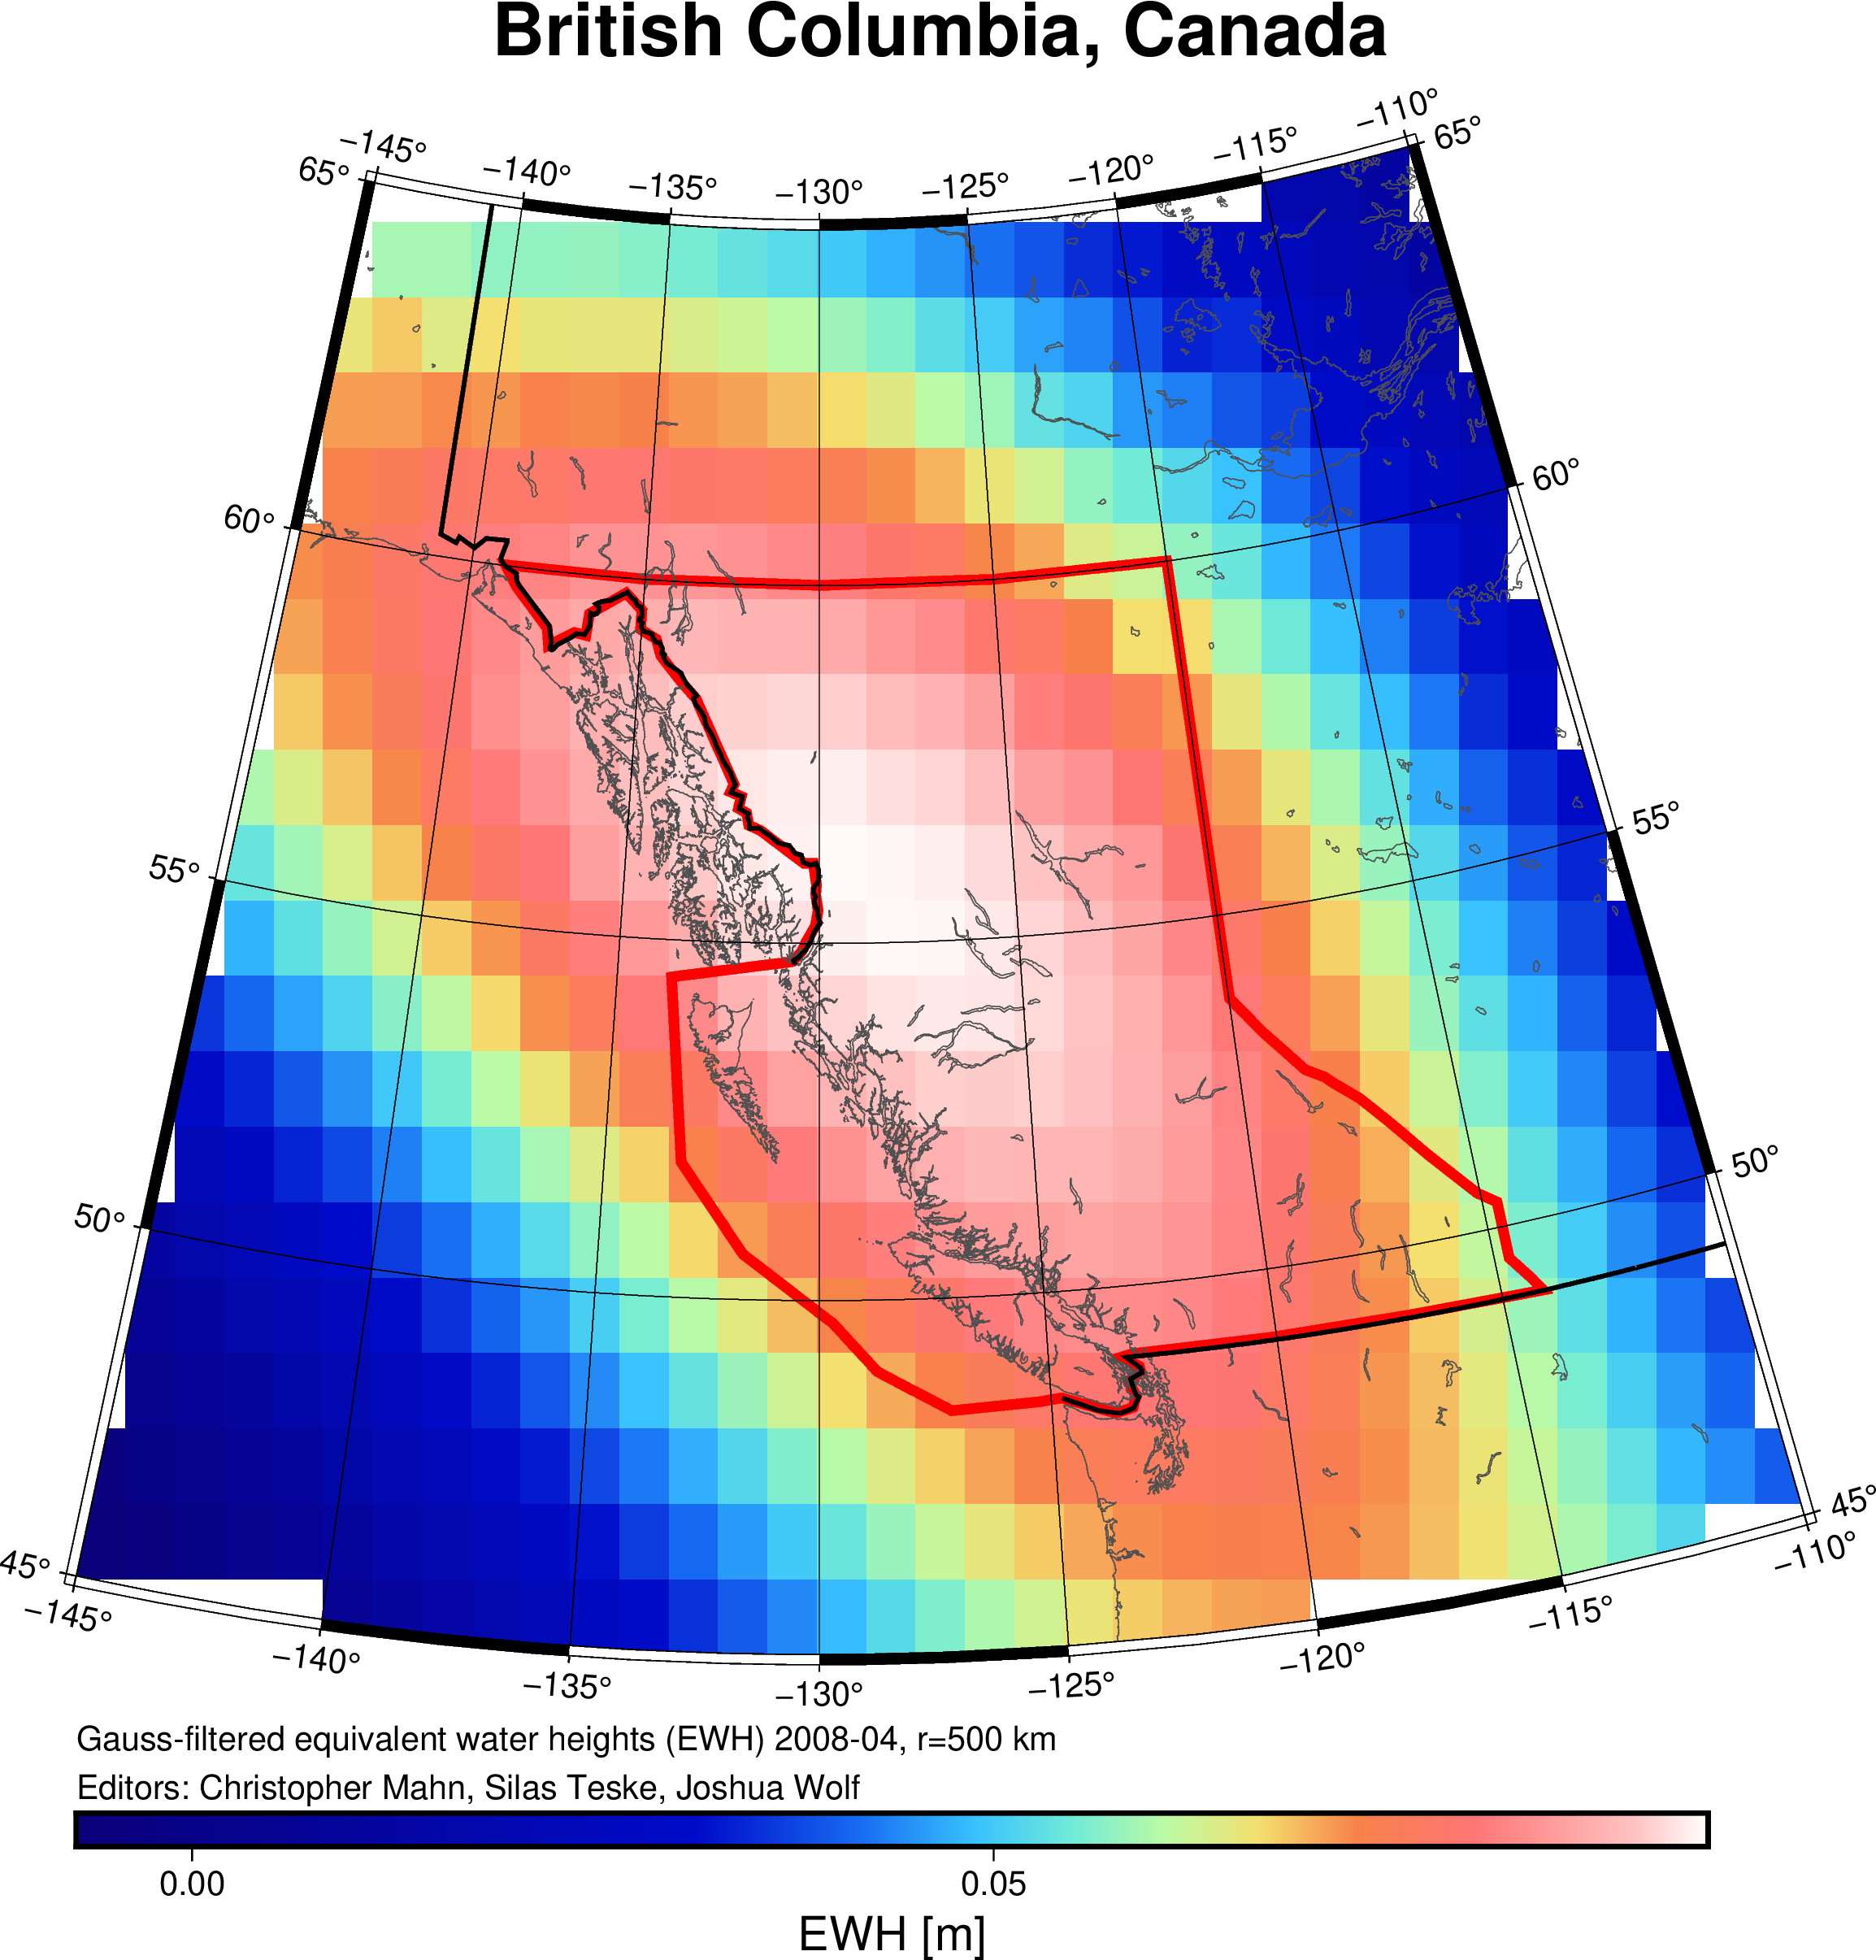 British Columbia, Canada
−145° −140° −135° −130° −125° −120° −115° −110°
65° 65°
60° 60°
55° 55°
50° 50°
45° 45°
−145° −140° −135° −130° −125° −120° −115° −110°
Gauss-filtered equivalent water heights (EWH) 2008-04, r=500 km
Editors: Christopher Mahn, Silas Teske, Joshua Wolf
0.00 0.05
EWH [m]